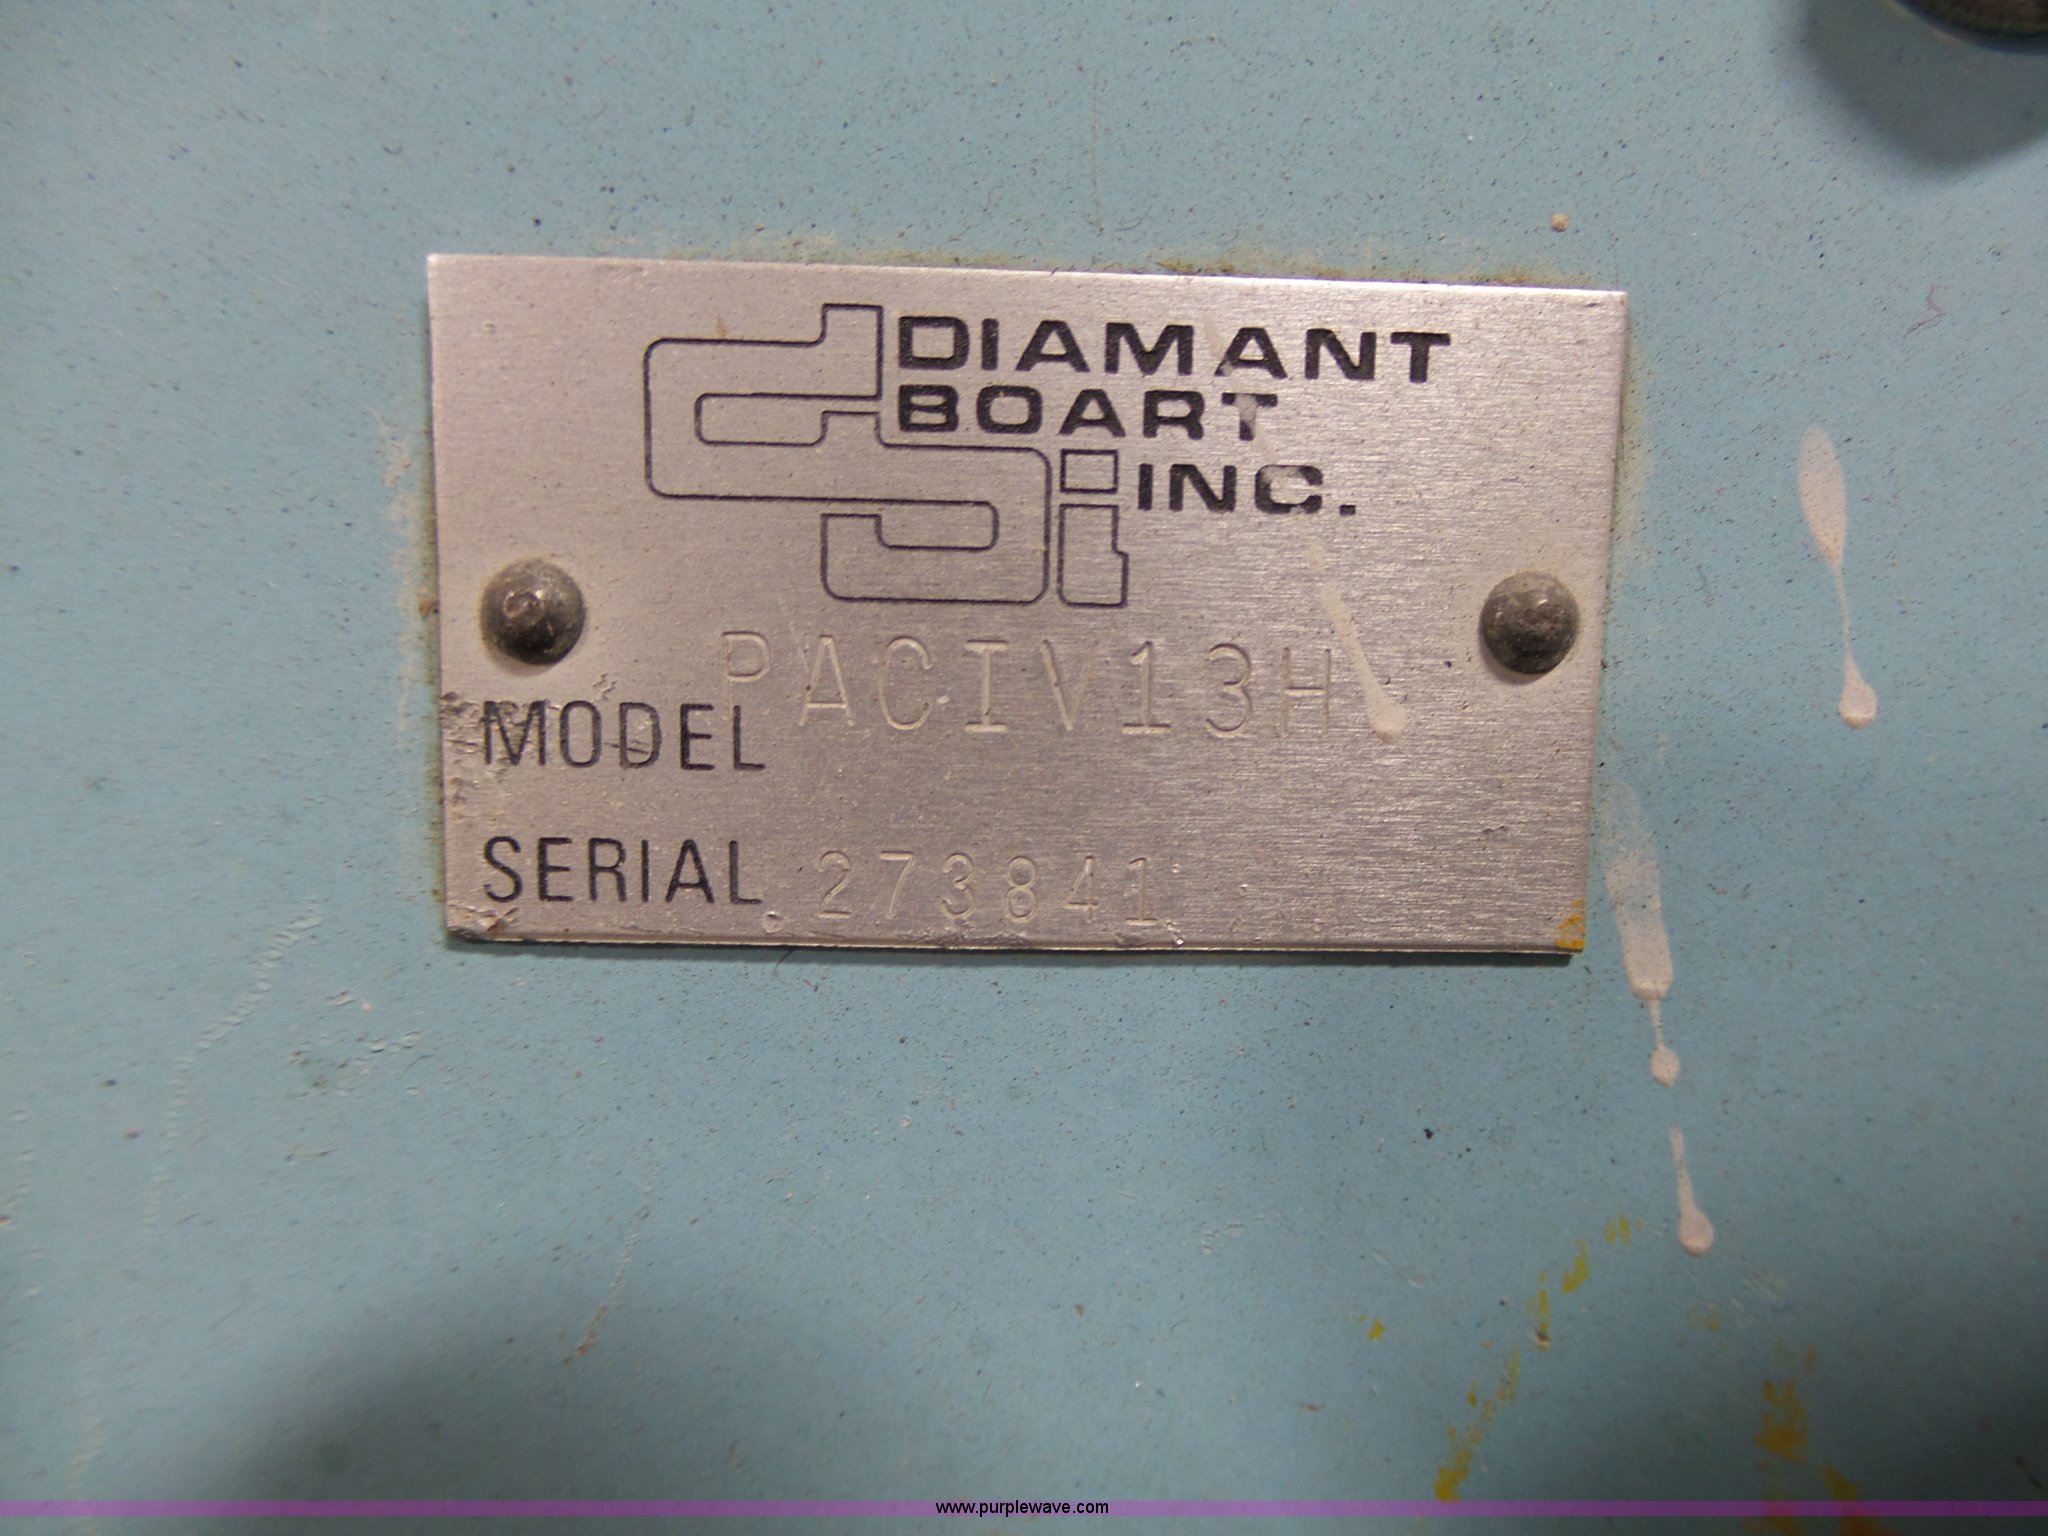 DIAMANT
BOART
INC.
PACIV13H
MODEL
SERIAL 273841
www.purplewave.com